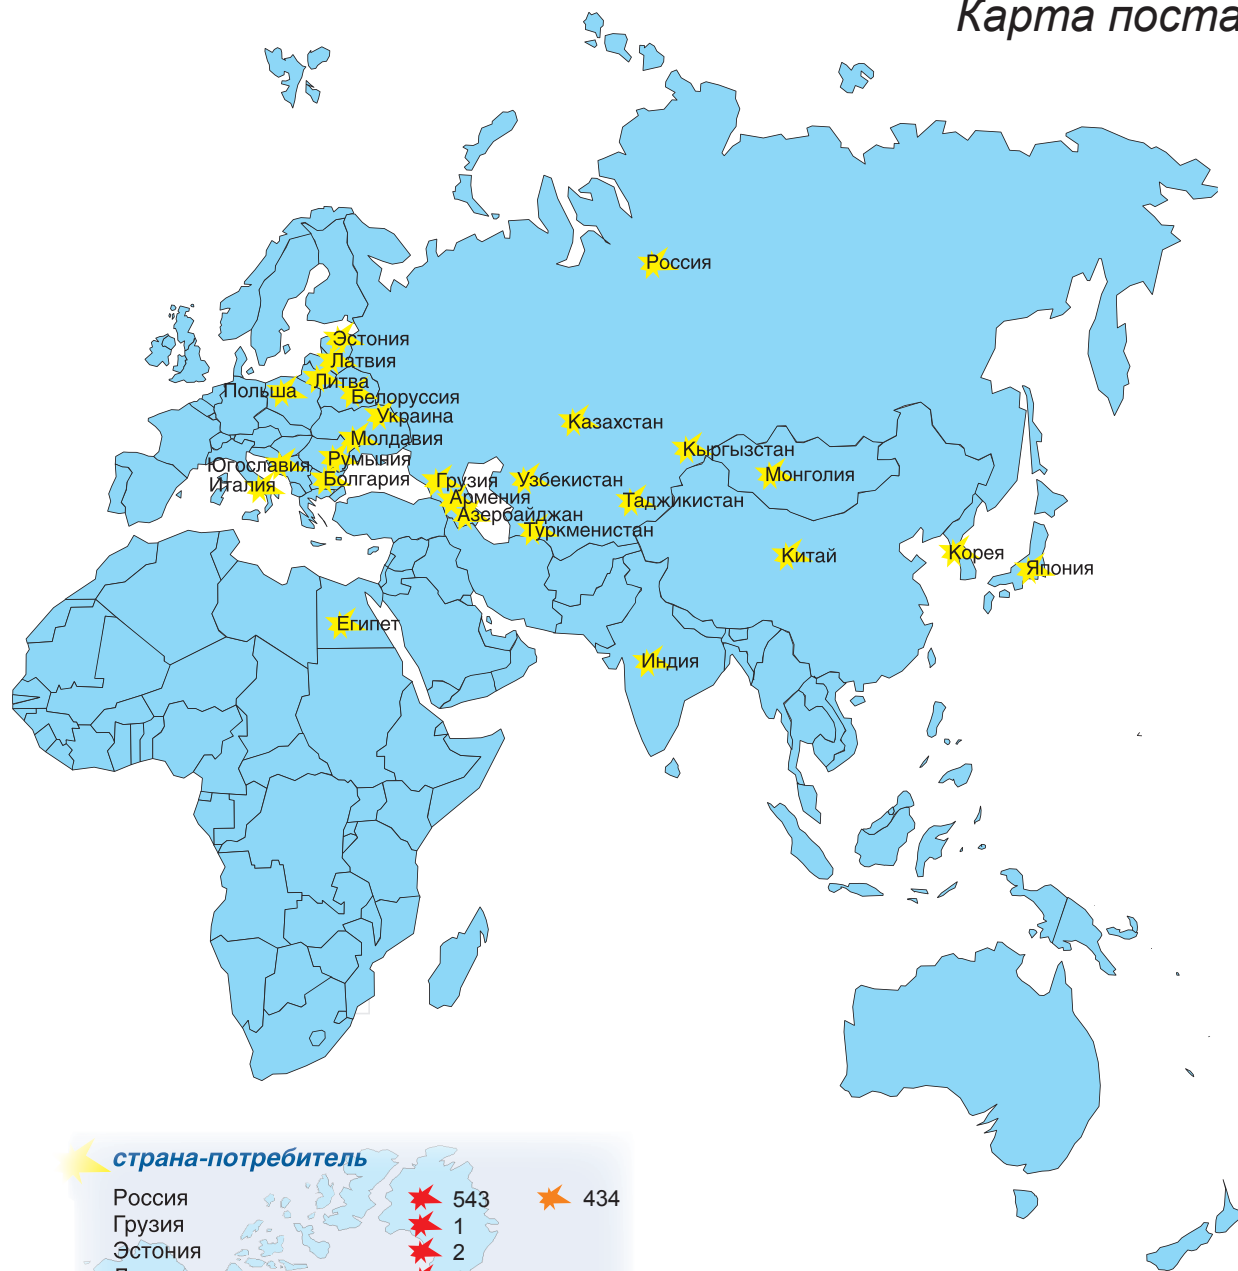 Карта поста
Россия
Эстония
Латвия
Литва
Польша
Белоруссия
Украина
Казахстан
Молдавия
Кыргызстан
Румыния
Югославия
Монголия
Болгария
Грузия
Узбекистан
Италия
Армения
Таджикистан
Азербайджан
Туркменистан
Корея
Китай
Япония
Египет
Индия
страна-потребитель
Россия 543 434
Грузия 1
Эстония 2